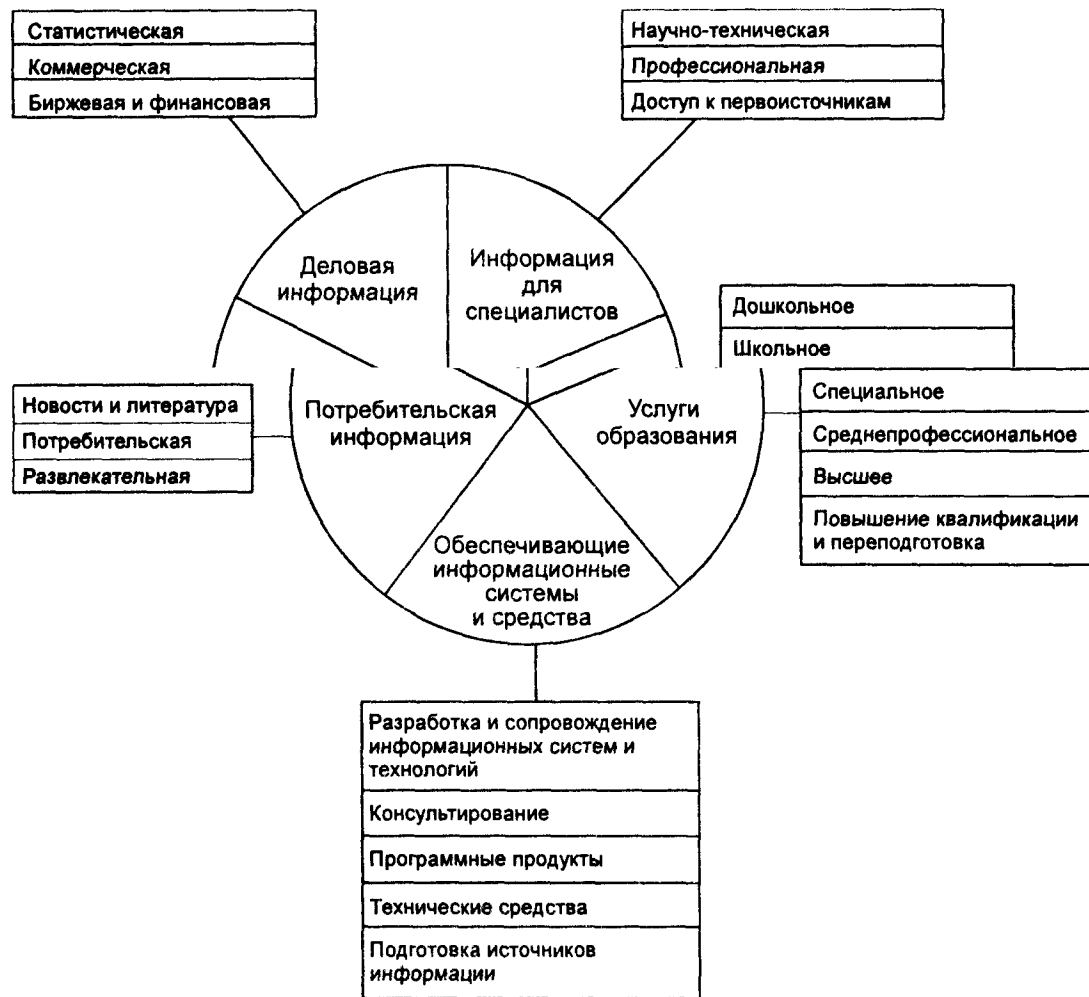 Статистическая
Коммерческая
Биржевая и финансовая
Научно-техническая
Профессиональная
Доступ к первоисточникам
Деловая
информация
Информация
для
специалистов
Дошкольное
Школьное
Новости и литература
Потребительская
Развлекательная
Потребительская
информация
Услуги
образования
Специальное
Среднепрофессиональное
Высшее
Повышение квалификации
и переподготовка
Обеспечивающие
информационные
системы
и средства
Разработка и сопровождение
информационных систем и
технологий
Консультирование
Программные продукты
Технические средства
Подготовка источников
информации